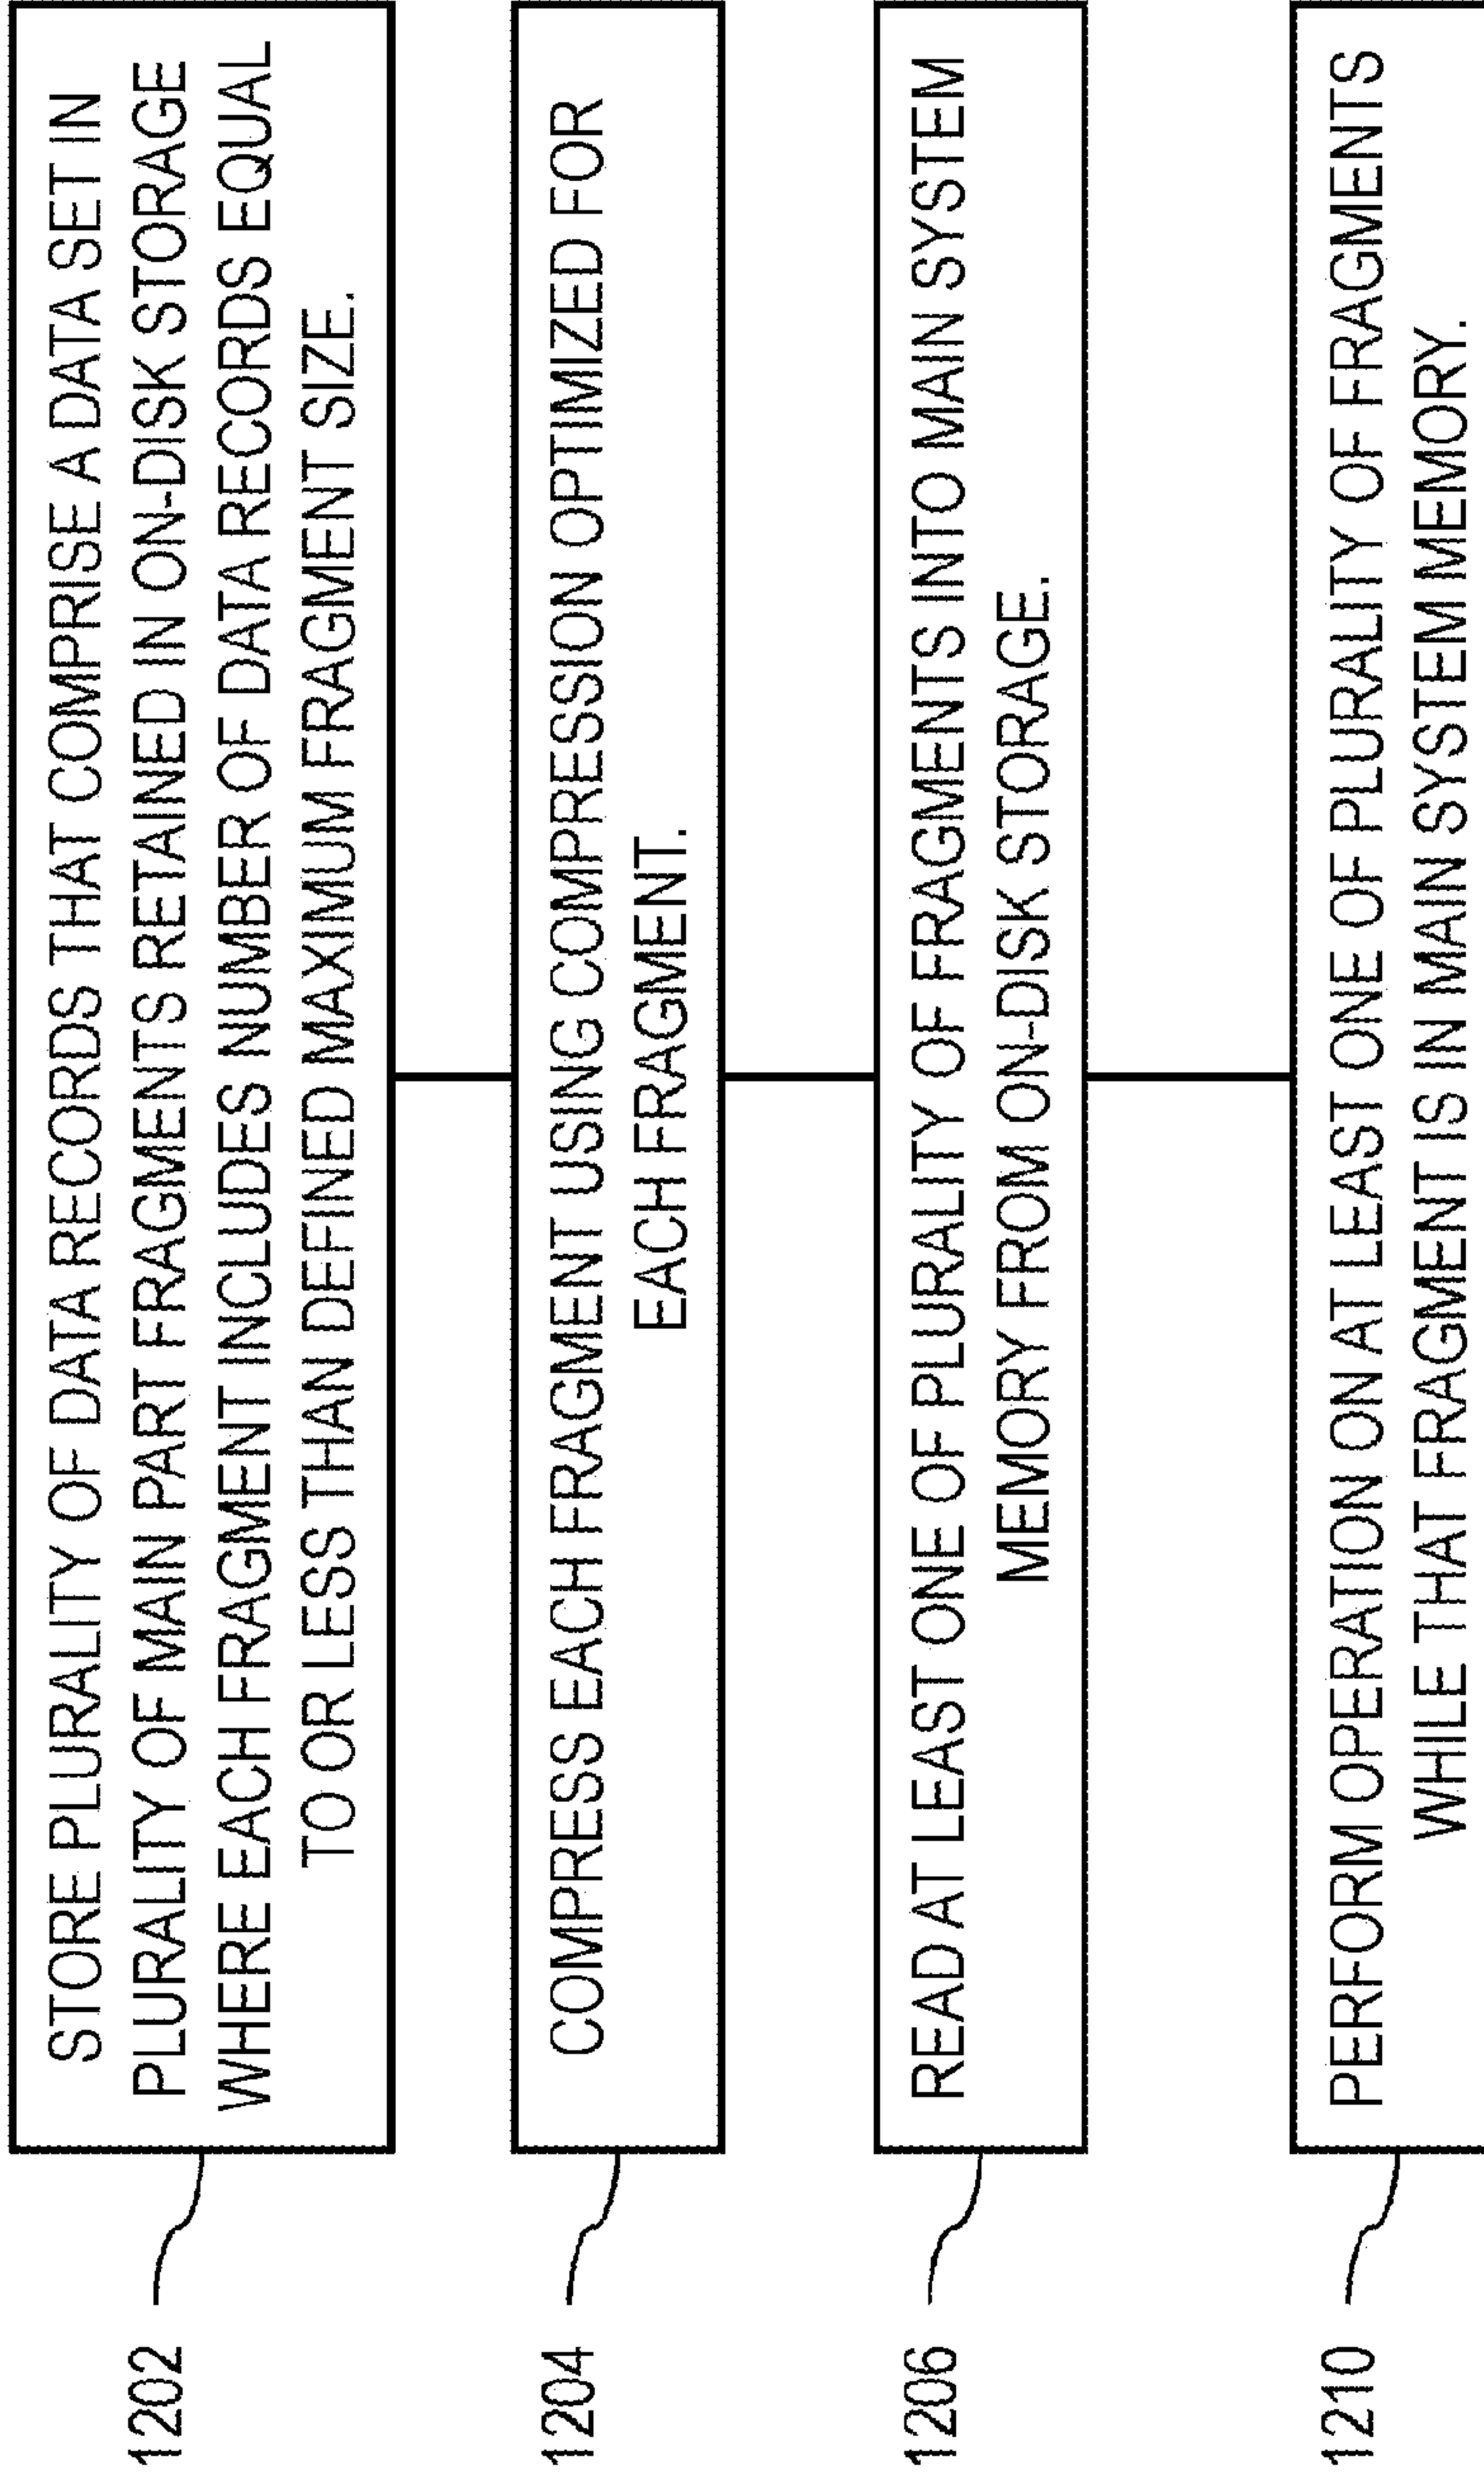 1202
STORE PLURALITY OF DATA RECORDS THAT COMPRISE A DATA SET IN
PLURALITY OF MAIN PART FRAGMENTS RETAINED IN ON-DISK STORAGE
WHERE EACH FRAGMENT INCLUDES NUMBER OF DATA RECORDS EQUAL
TO OR LESS THAN DEFINED MAXIMUM FRAGMENT SIZE.
1204
COMPRESS EACH FRAGMENT USING COMPRESSION OPTIMIZED FOR
EACH FRAGMENT.
1206
READ AT LEAST ONE OF PLURALITY OF FRAGMENTS INTO MAIN SYSTEM
MEMORY FROM ON-DISK STORAGE.
1210
PERFORM OPERATION ON AT LEAST ONE OF PLURALITY OF FRAGMENTS
WHILE THAT FRAGMENT IS IN MAIN SYSTEM MEMORY.